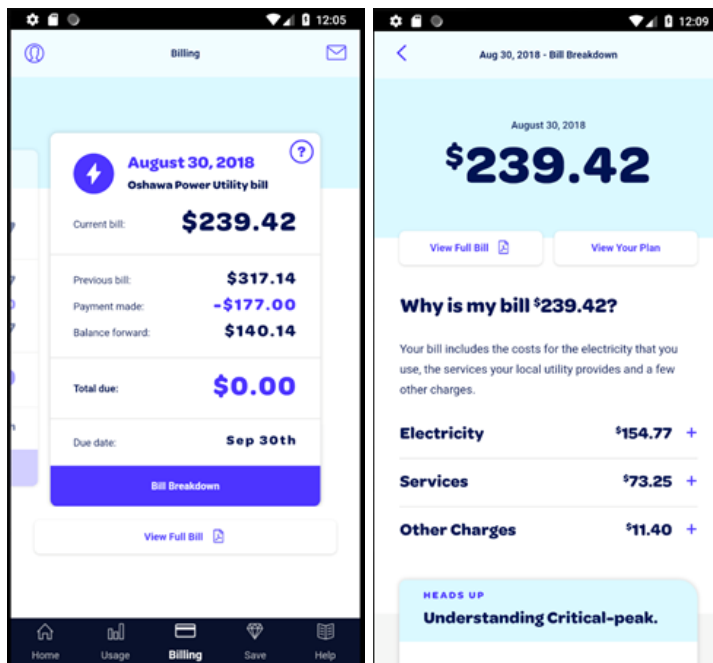 12:05
Billing
August 30, 2018
?
Oshawa Power Utility bill
Current bill: $239.42
Previous bill: $317.14
Payment made: -$177.00
Balance forward: $140.14
Total due: $0.00
Due date: Sep 30th
Bill Breakdown
View Full Bill
Home Usage Billing Save Help
12:09
Aug 30, 2018 - Bill Breakdown
August 30, 2018
$239.42
View Full Bill View Your Plan
Why is my bill $239.42?
Your bill includes the costs for the electricity that you
use, the services your local utility provides and a few
other charges.
Electricity $154.77 +
Services $73.25 +
Other Charges $11.40 +
HEADS UP
Understanding Critical-peak.